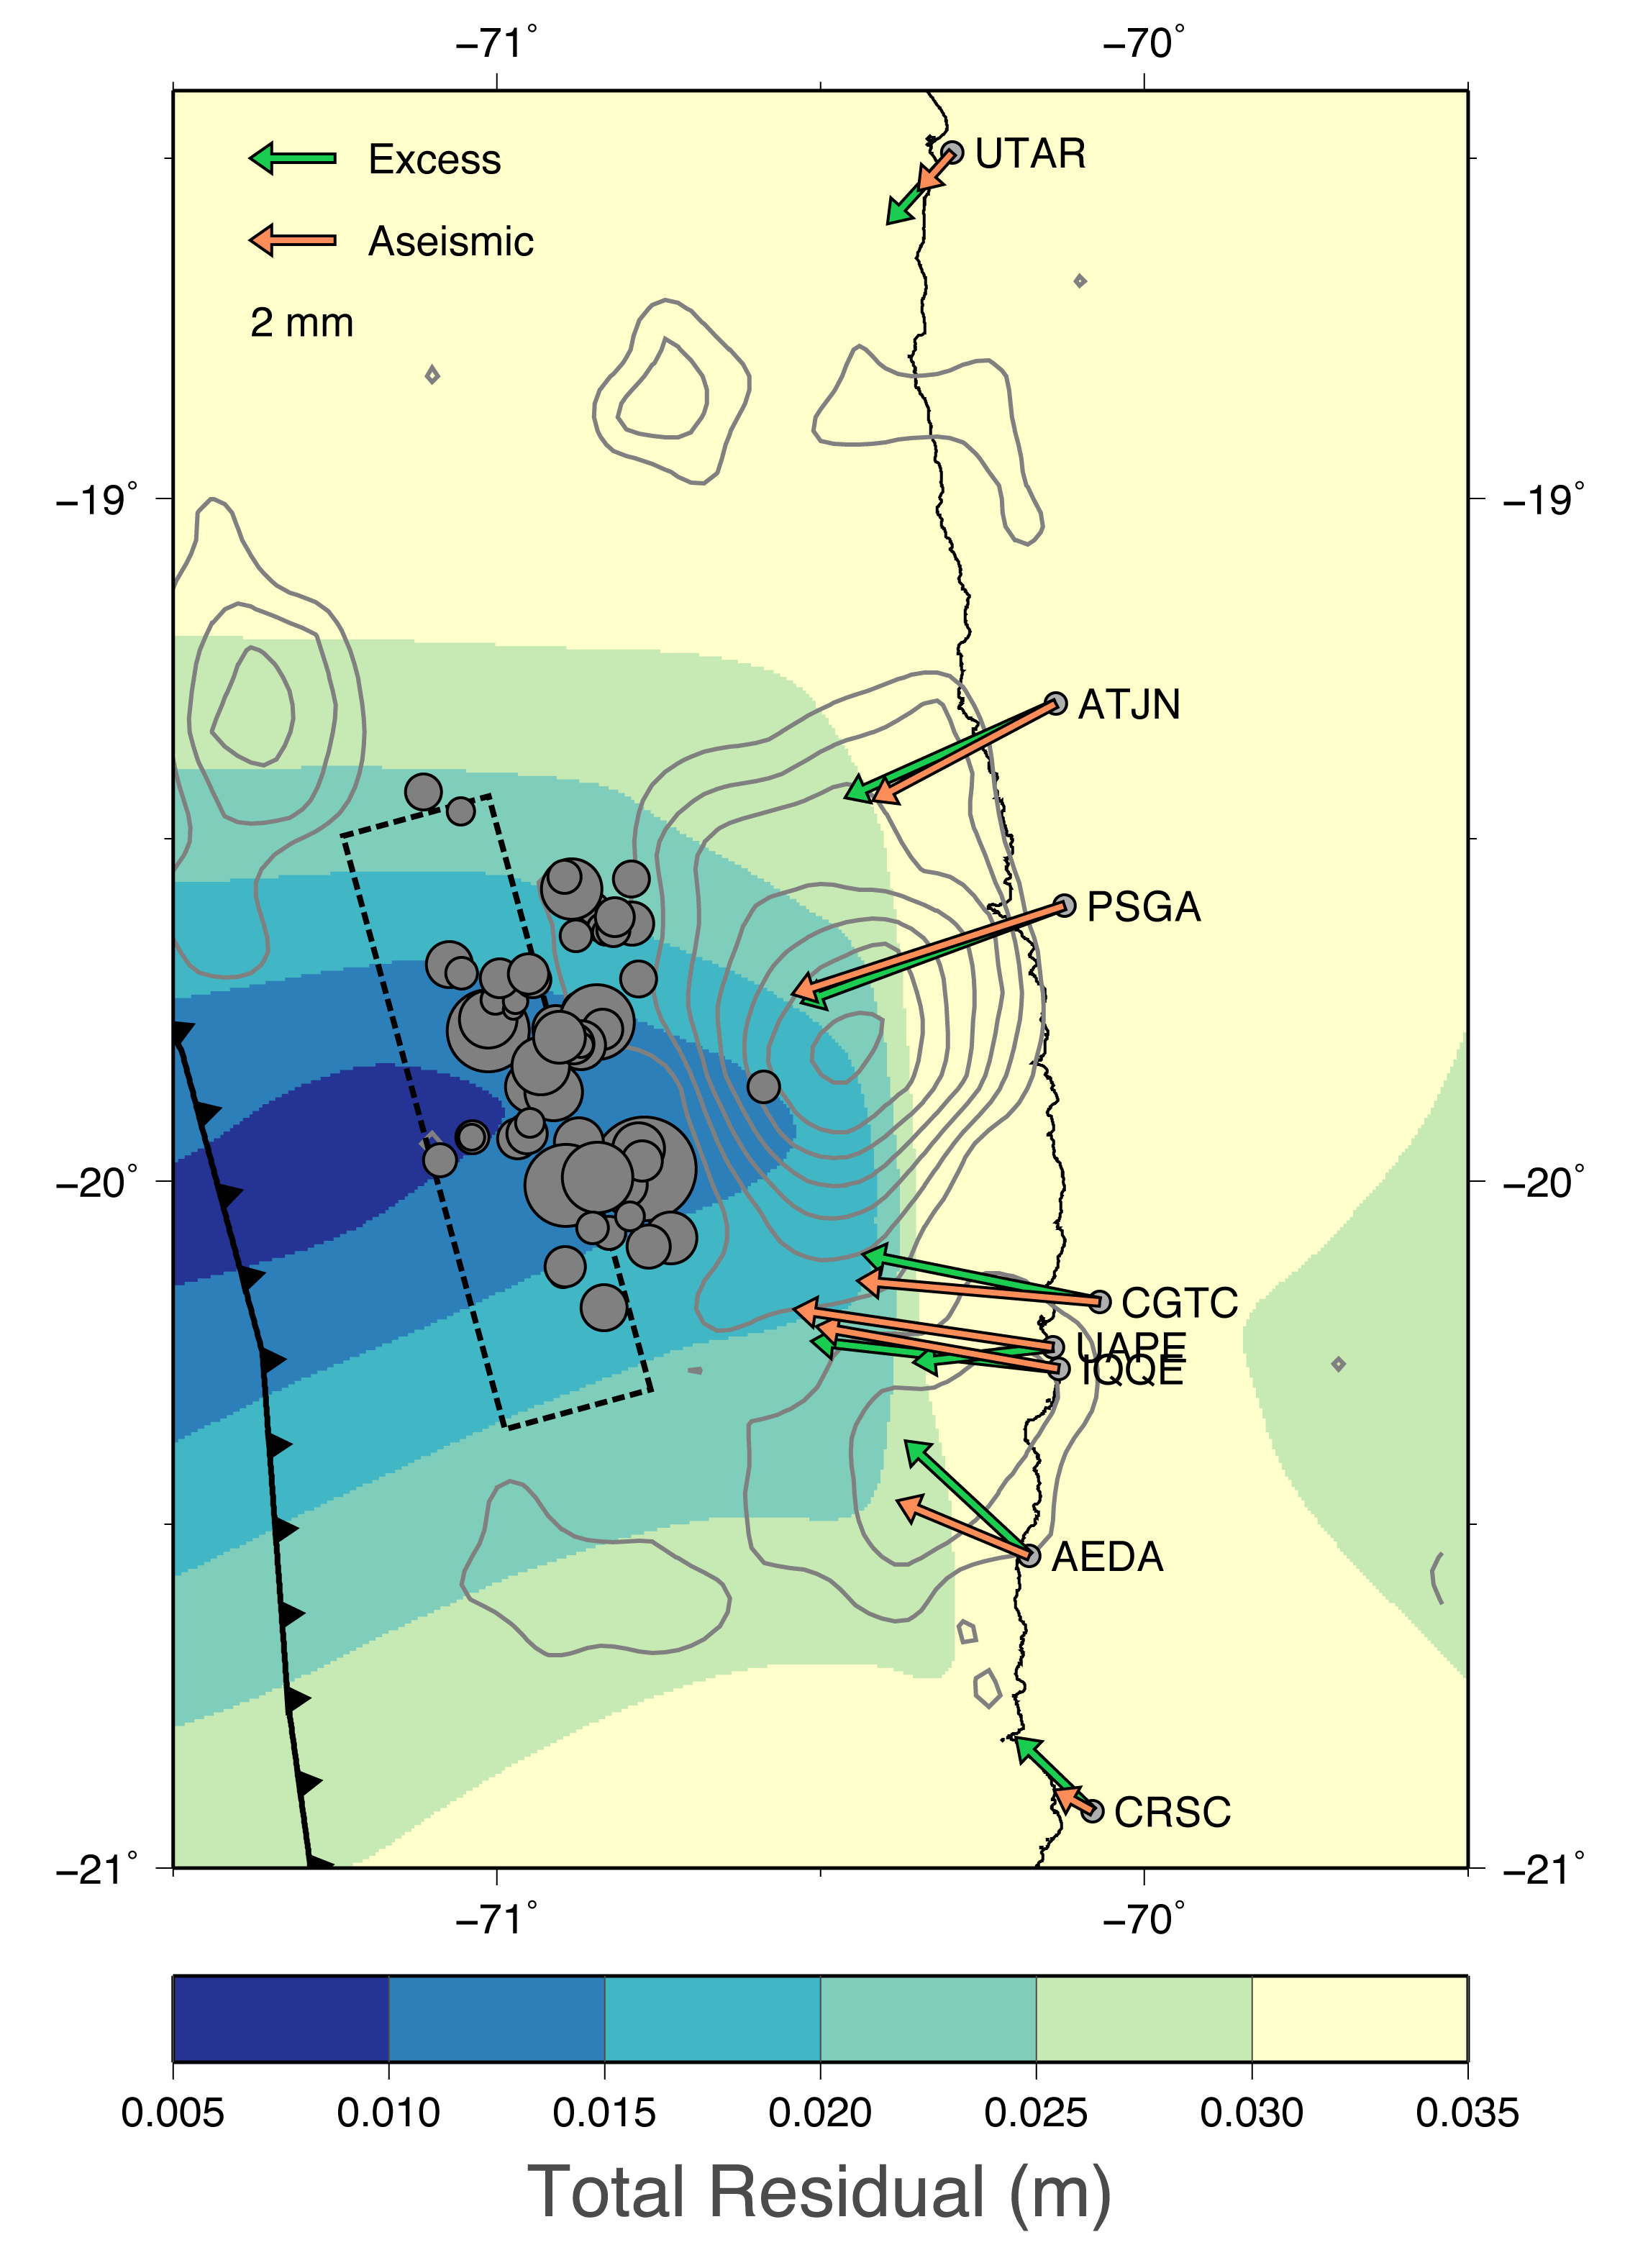 −71° −70°
UTAR
Excess
Aseismic
2 mm
−19° −19°
ATJN
PSGA
−20° −20°
CGTC
UAPE
IQQE
AEDA
CRSC
−21° −21°
−71° −70°
0.005 0.010 0.015 0.020 0.025 0.030 0.035
Total Residual (m)